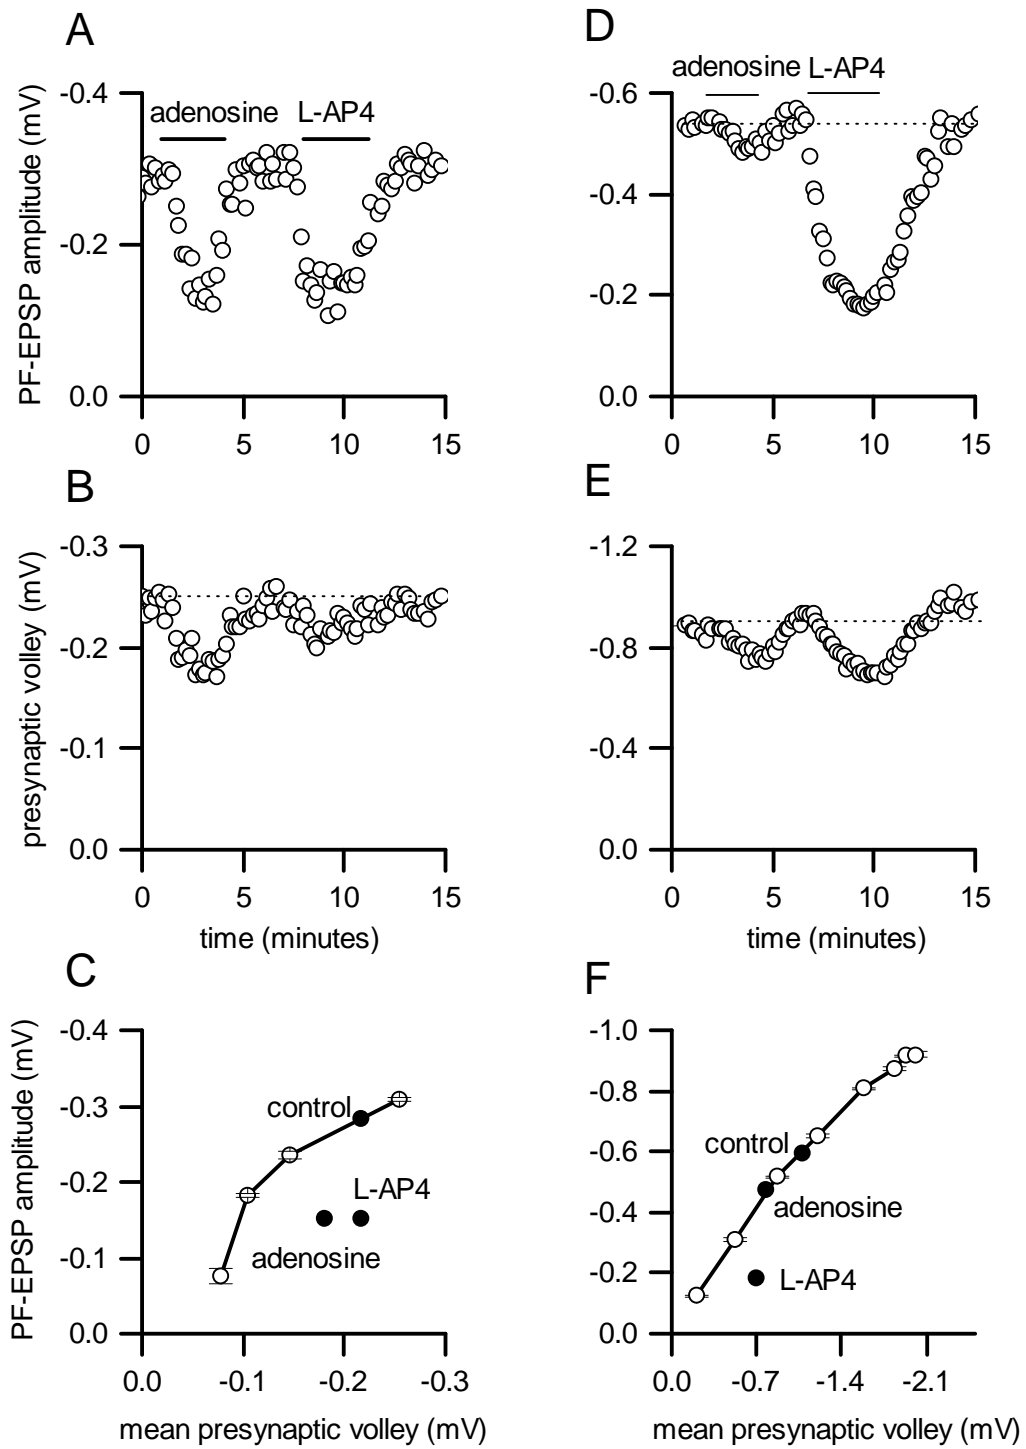 A
adenosine L-AP4
PF-EPSP amplitude (mV)
-0.4
-0.2
0.0
0 5 10 15
D
adenosine L-AP4
-0.6
-0.4
-0.2
0.0
0 5 10 15
B
presynaptic volley (mV)
-0.3
-0.2
-0.1
0.0
0 5 10 15
time (minutes)
E
-1.2
-0.8
-0.4
0.0
0 5 10 15
time (minutes)
C
PF-EPSP amplitude (mV)
-0.4
-0.3
-0.2
-0.1
0.0
control
L-AP4
adenosine
0.0 -0.1 -0.2 -0.3
mean presynaptic volley (mV)
F
-1.0
-0.8
-0.6
-0.4
-0.2
0.0
control
adenosine
L-AP4
0.0 -0.7 -1.4 -2.1
mean presynaptic volley (mV)